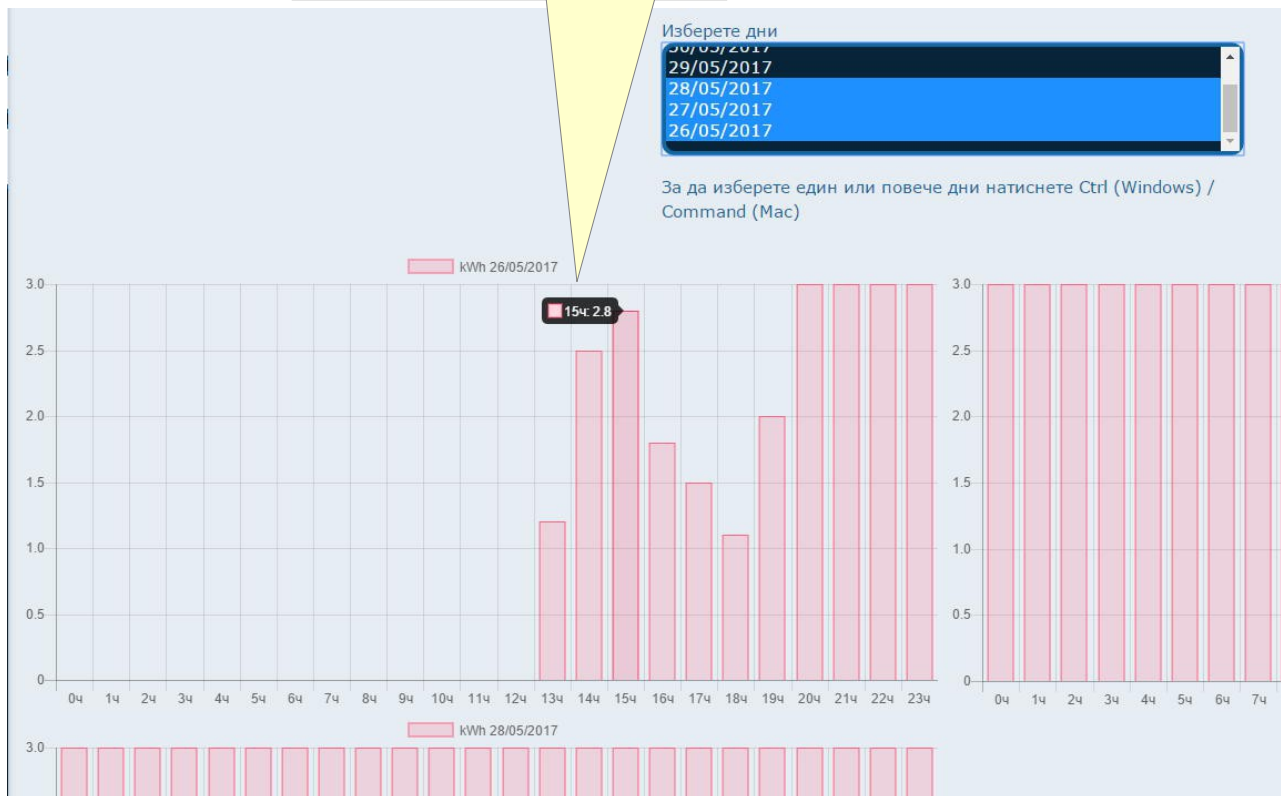 Изберете дни
30/05/2017
29/05/2017
28/05/2017
27/05/2017
26/05/2017
За да изберете един или повече дни натиснете Ctrl (Windows) /
Command (Mac)
kWh 26/05/2017
3.0
2.5
2.0
1.5
1.0
0.5
0
15ч: 2.8
0ч 1ч 2ч 3ч 4ч 5ч 6ч 7ч 8ч 9ч 10ч 11ч 12ч 13ч 14ч 15ч 16ч 17ч 18ч 19ч 20ч 21ч 22ч 23ч
3.0
2.5
2.0
1.5
1.0
0.5
0
0ч 1ч 2ч 3ч 4ч 5ч 6ч 7ч
kWh 28/05/2017
3.0